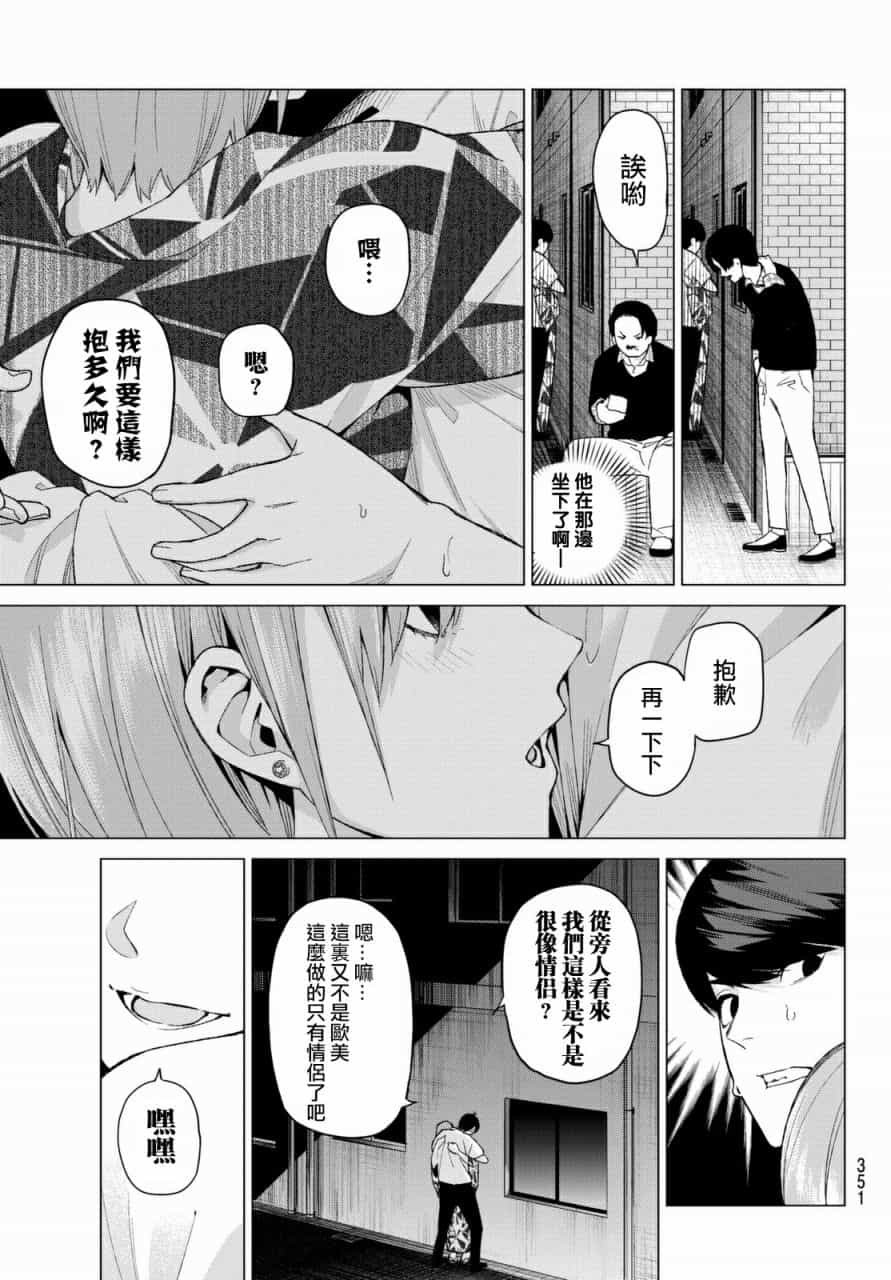 誒喲
他在那邊
坐下了啊—
喂…
嗯?
我們要這樣
抱多久啊?
抱歉
再一下下
從旁人看來
我們這樣是不是
很像情侶?
嗯…嘛…
這裏又不是歐美
這麼做的只有情侶了吧
嘿嘿
351